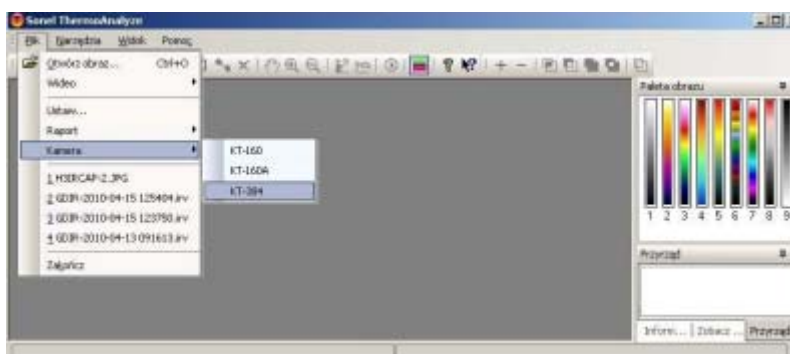 Sonel ThermoAnalyze
Plik Narzędzia Widok Pomoc
Otwórz obraz... Ctrl+O
Wideo
Ustaw...
Raport
Kamera
KT-160
KT-160A
KT-384
1 H3IRCAP-2.JPG
2 GDIR-2010-04-15 125404.irv
3 GDIR-2010-04-15 123750.irv
4 GDIR-2010-04-13 091613.irv
Zakończ
Paleta obrazu
1 2 3 4 5 6 7 8 9
Przyrząd
Inform... Zobacz ... Przyrząd